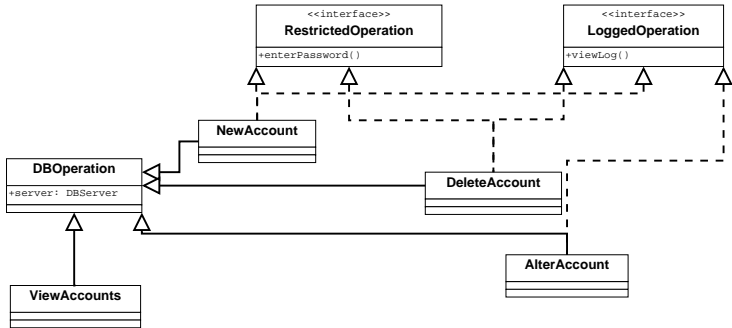 <<interface>>
RestrictedOperation
+enterPassword()
<<interface>>
LoggedOperation
+viewLog()
NewAccount
DBOperation
+server: DBServer
DeleteAccount
AlterAccount
ViewAccounts